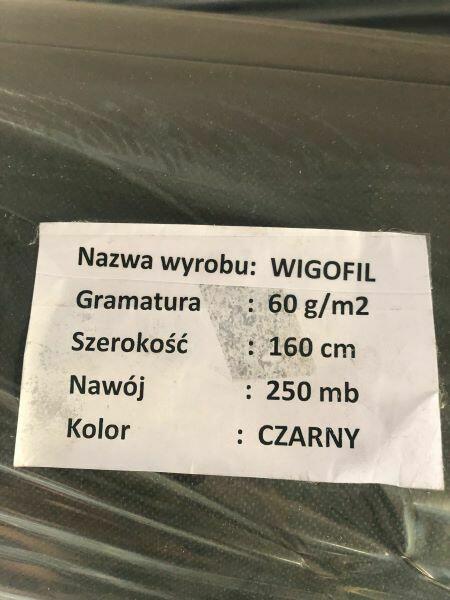 Nazwa wyrobu: WIGOFIL
Gramatura : 60 g/m2
Szerokość : 160 cm
Nawój : 250 mb
Kolor : CZARNY